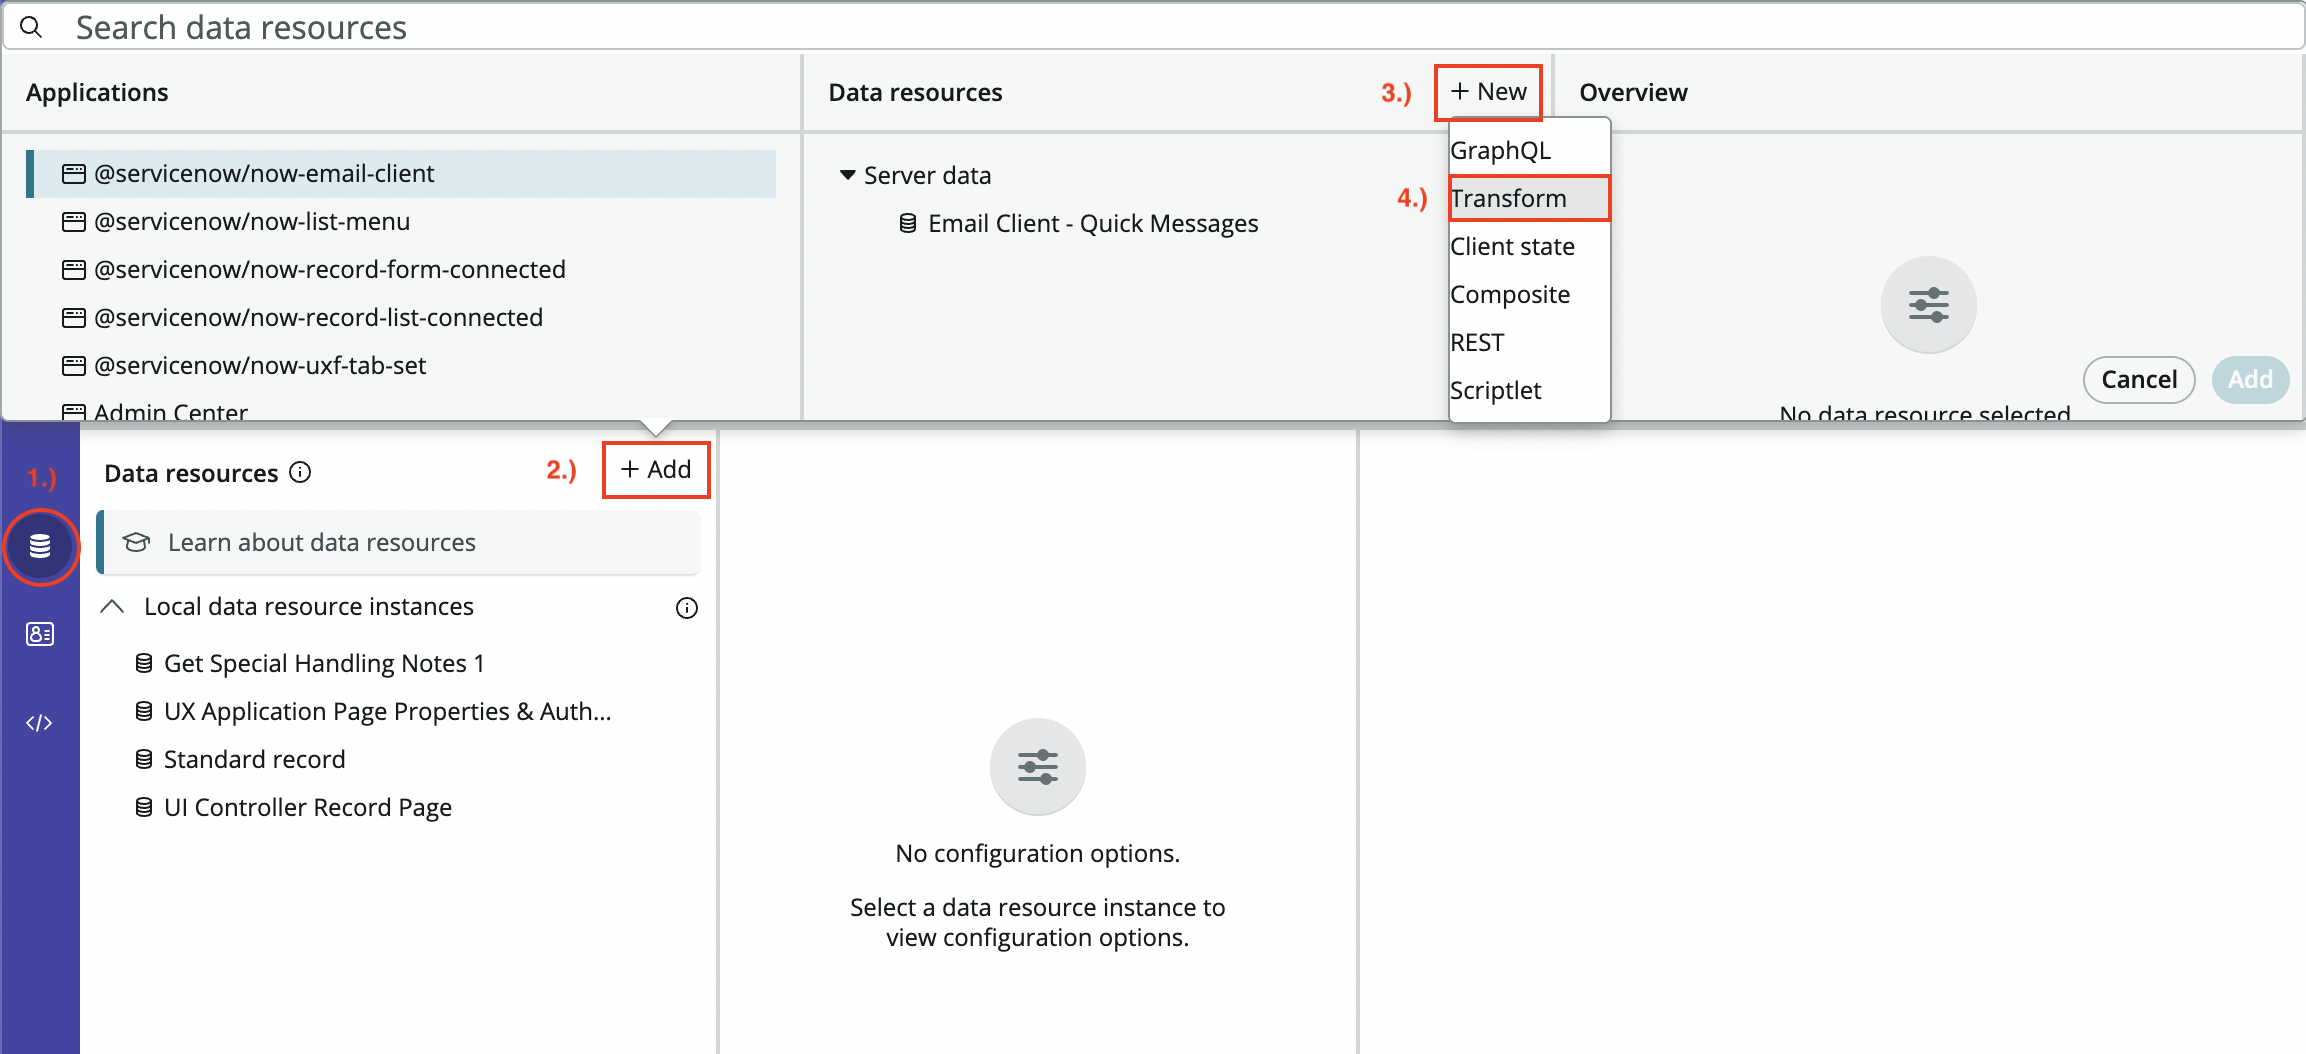 Search data resources
Applications
Data resources
3.)
+ New
Overview
@servicenow/now-email-client
@servicenow/now-list-menu
@servicenow/now-record-form-connected
@servicenow/now-record-list-connected
@servicenow/now-uxf-tab-set
Admin Center
Server data
Email Client - Quick Messages
GraphQL
4.)
Transform
Client state
Composite
REST
Scriptlet
Cancel
Add
No data resource selected
1.)
Data resources
2.)
+ Add
Learn about data resources
Local data resource instances
Get Special Handling Notes 1
UX Application Page Properties & Auth...
Standard record
UI Controller Record Page
No configuration options.
Select a data resource instance to
view configuration options.